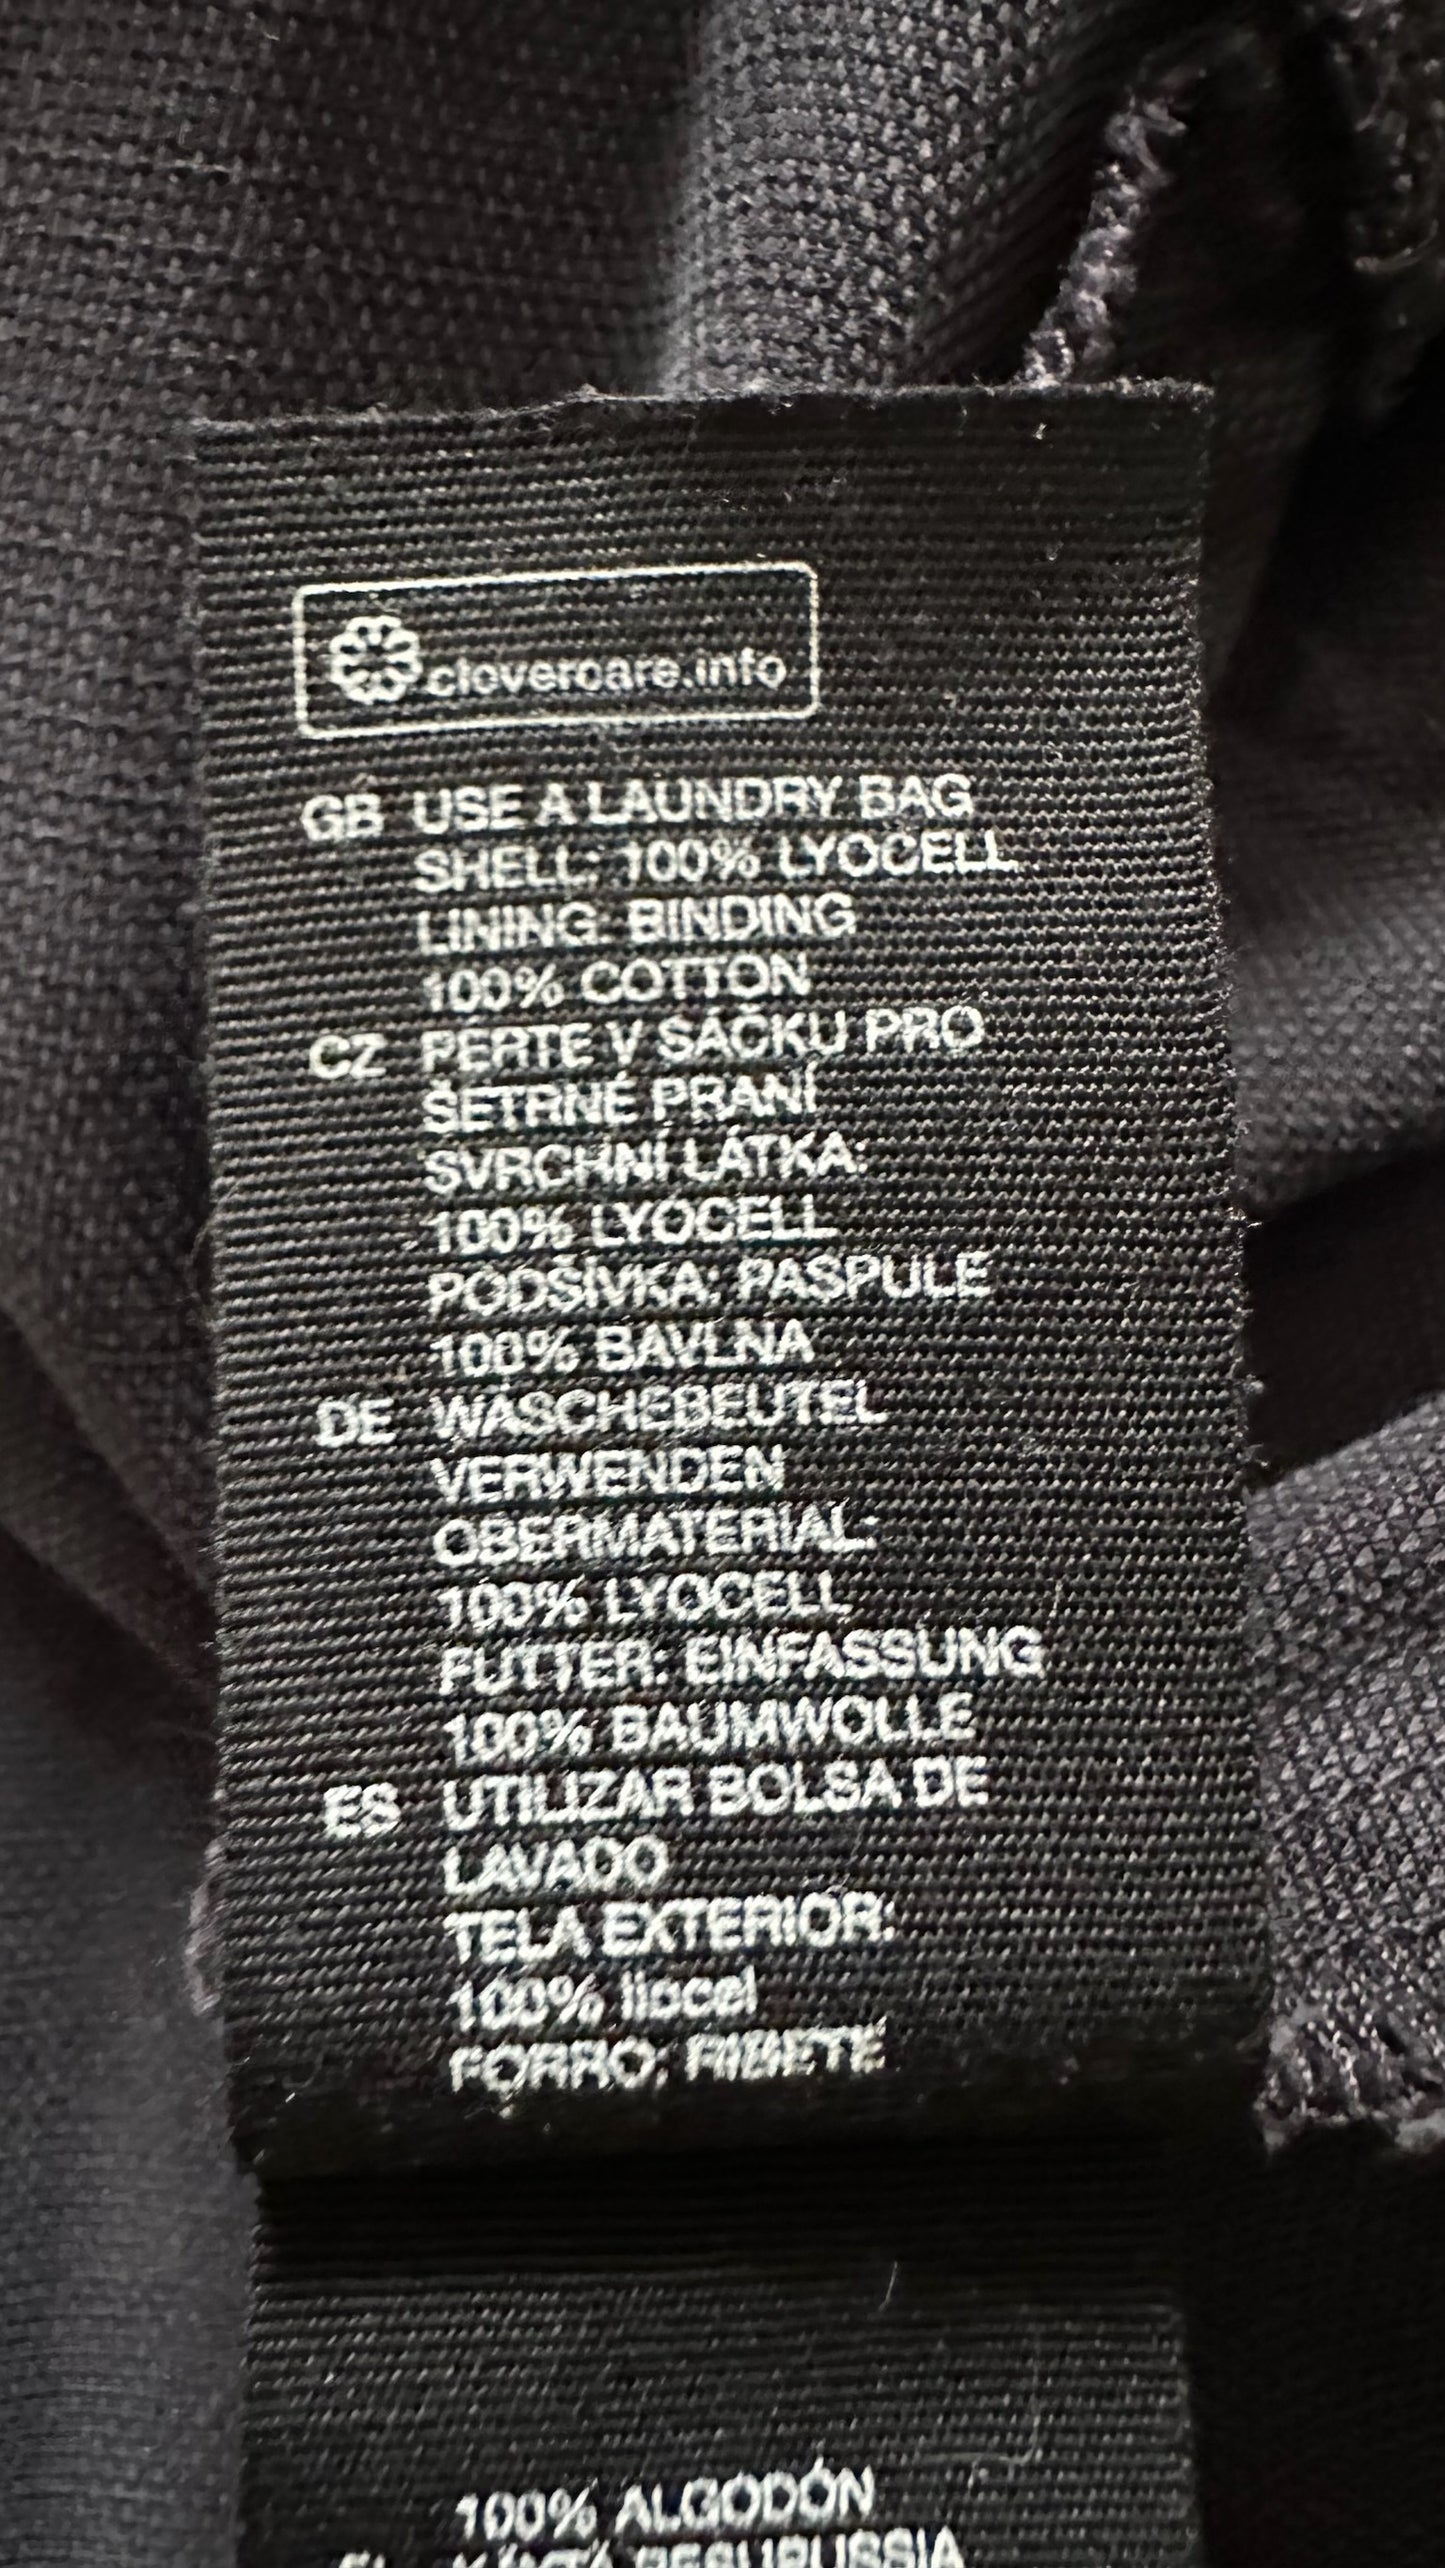 clevercare.info
GB USE A LAUNDRY BAG
SHELL: 100% LYOCELL
LINING: BINDING
100% COTTON
CZ PERTE V SÁČKU PRO
ŠETRNÉ PRANÍ
SVRCHNÍ LÁTKA:
100% LYOCELL
PODŠÍVKA: PASPULE
100% BAVLNA
DE WÄSCHEBEUTEL
VERWENDEN
OBERMATERIAL:
100% LYOCELL
FUTTER: EINFASSUNG
100% BAUMWOLLE
ES UTILIZAR BOLSA DE
LAVADO
TELA EXTERIOR:
100% liocel
FORRO: RIBETE
100% ALGODÓN